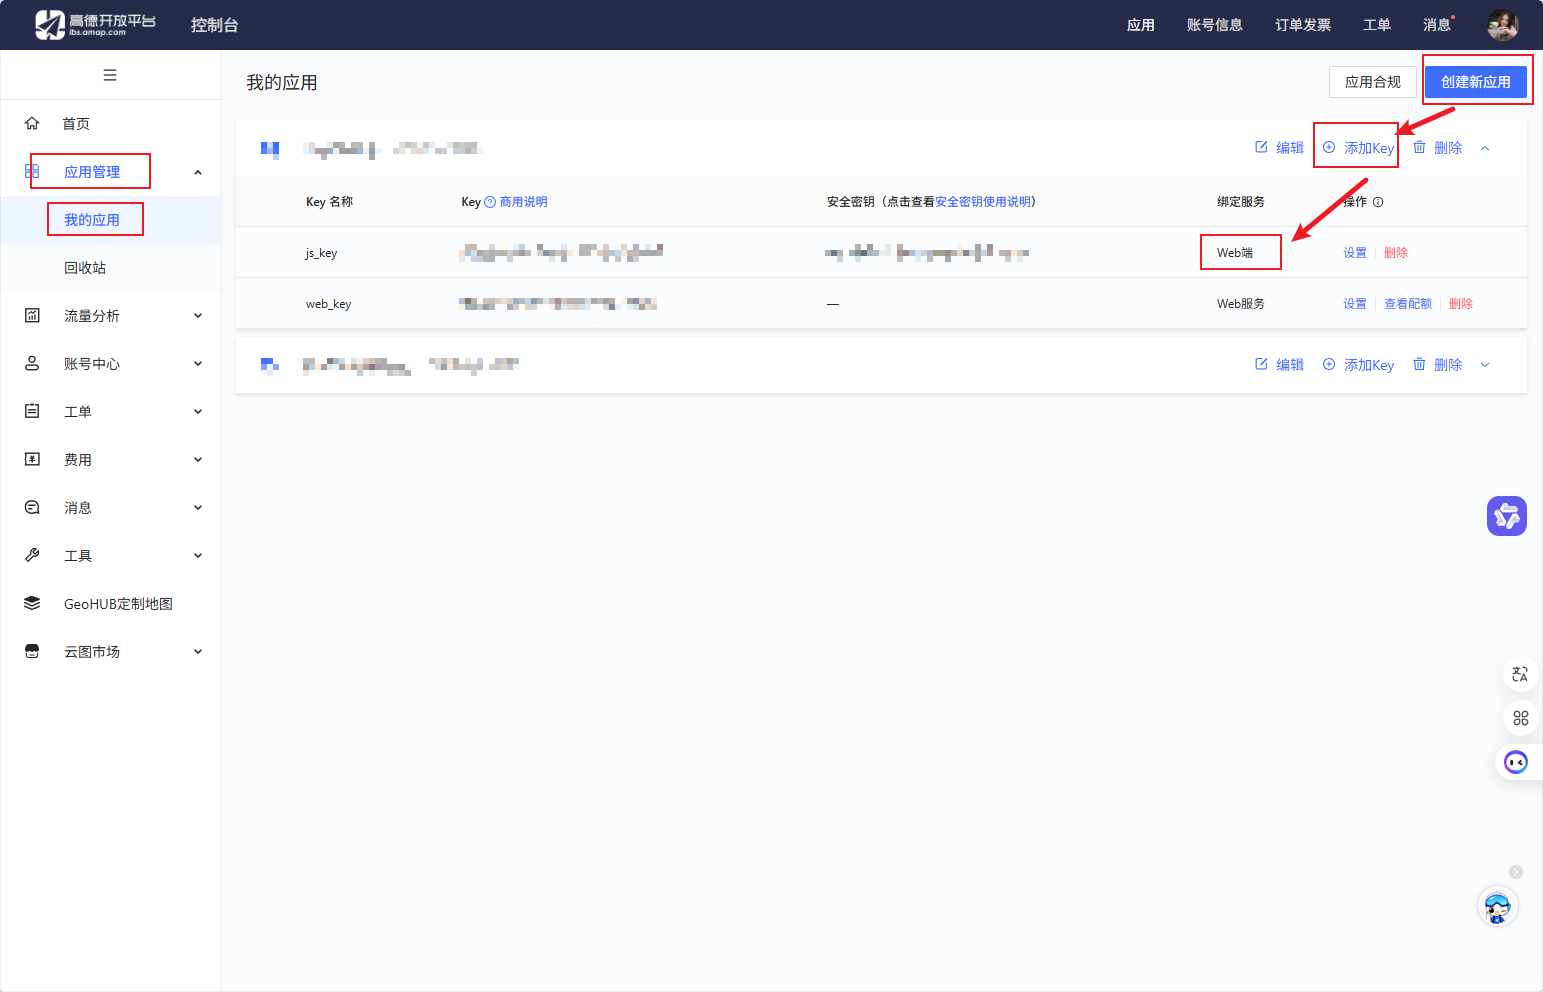 高德开放平台
lbs.amap.com
控制台
应用
账号信息
订单发票
工单
消息
首页
应用管理
我的应用
回收站
流量分析
账号中心
工单
费用
消息
工具
GeoHUB定制地图
云图市场
我的应用
应用合规
创建新应用
编辑
添加Key
删除
Key 名称
Key
商用说明
安全密钥（点击查看安全密钥使用说明）
绑定服务
操作
js_key
Web端
设置
删除
web_key
—
Web服务
设置
查看配额
删除
编辑
添加Key
删除